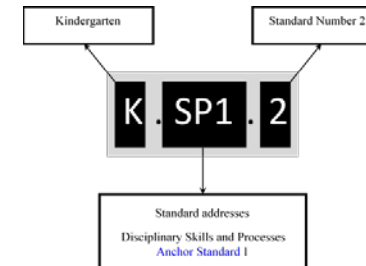 Kindergarten
Standard Number 2
K . SP1 . 2
Standard addresses
Disciplinary Skills and Processes
Anchor Standard 1